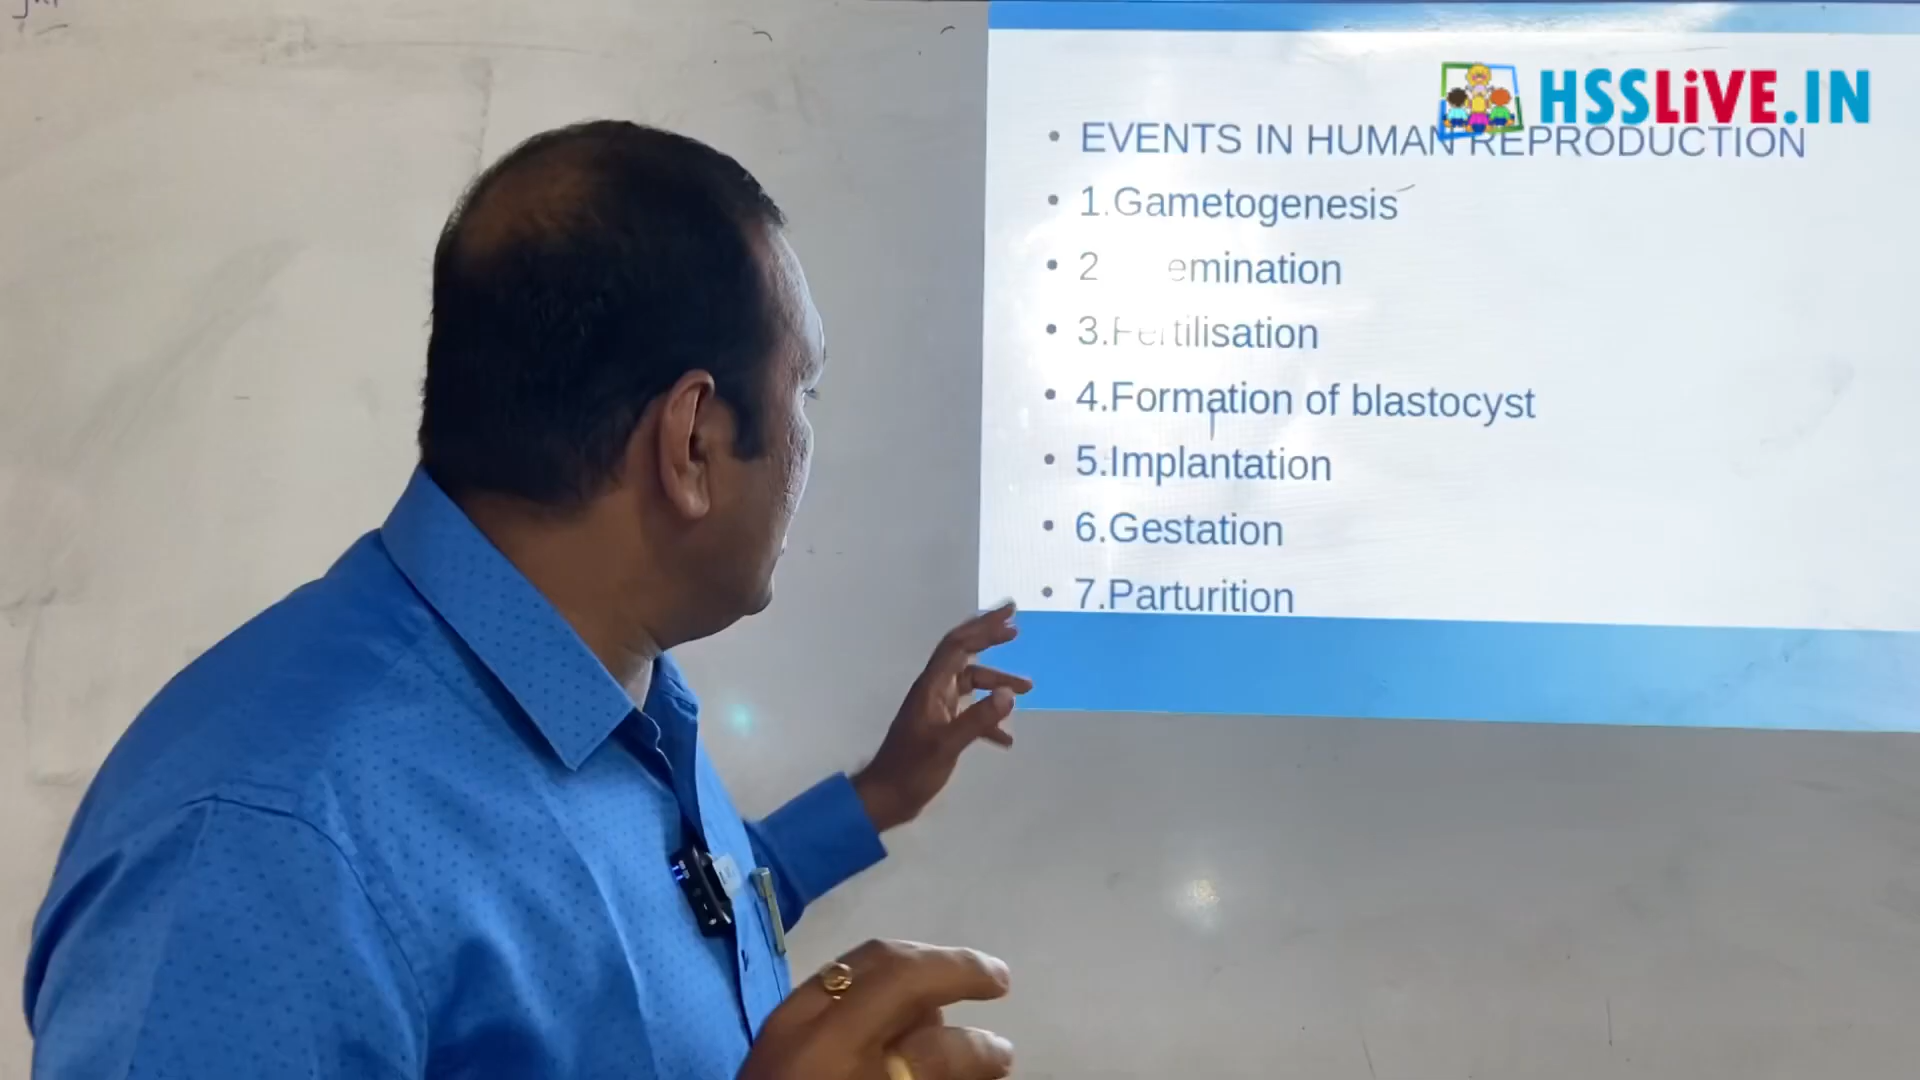 HSSLiVE.IN
• EVENTS IN HUMAN REPRODUCTION
• 1.Gametogenesis
• 2 emination
• 3.Fertilisation
• 4.Formation of blastocyst
• 5.Implantation
• 6.Gestation
• 7.Parturition